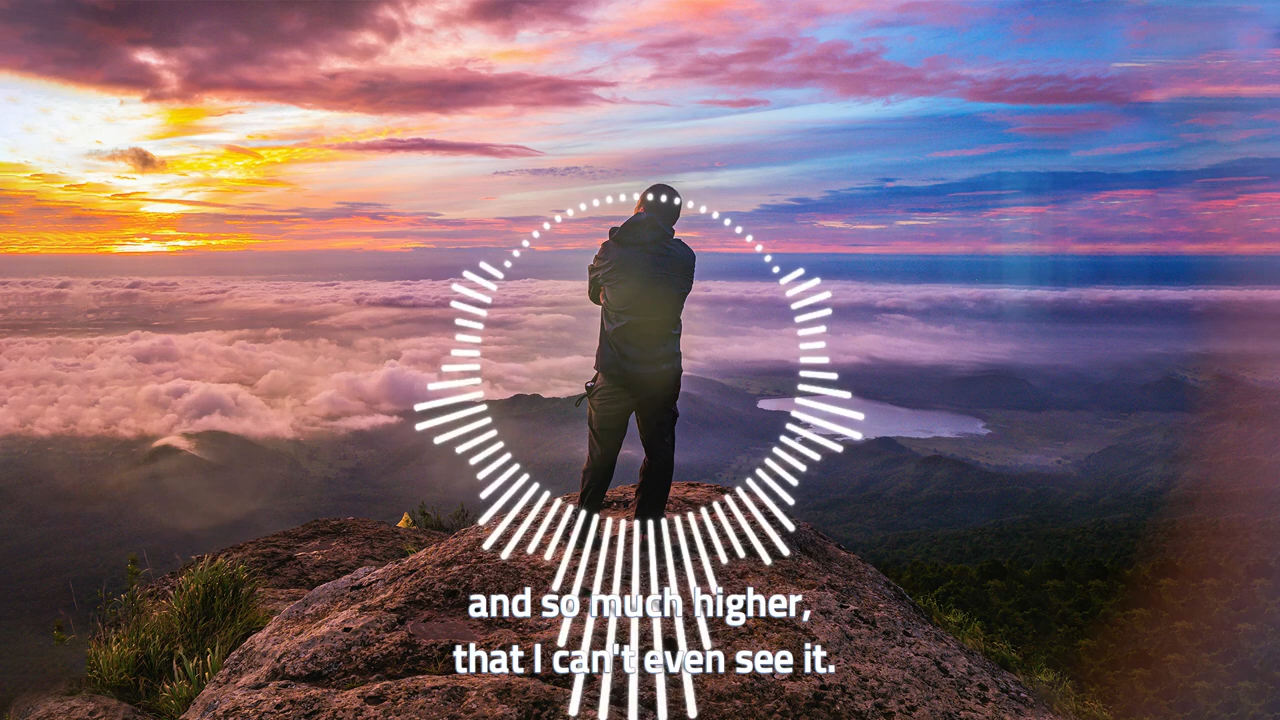 and so much higher,
that I can't even see it.